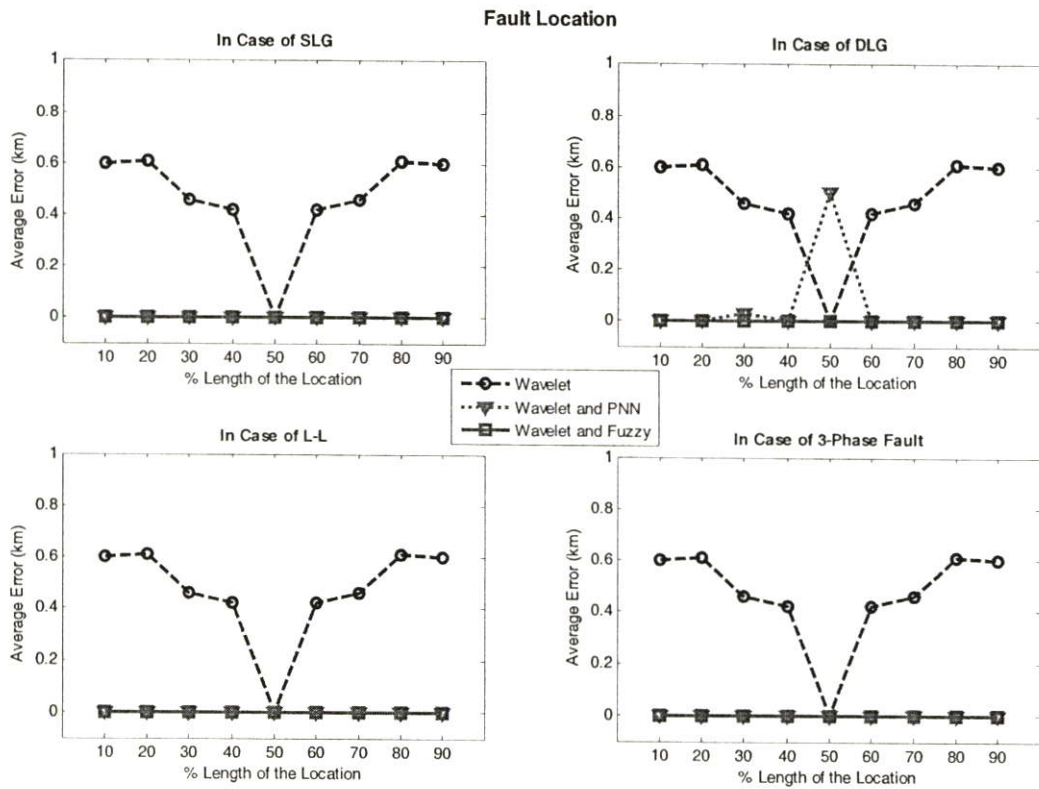 Fault Location
In Case of SLG
1
0.8
0.6
0.4
0.2
0
Average Error (km)
10 20 30 40 50 60 70 80 90
% Length of the Location
In Case of DLG
1
0.8
0.6
0.4
0.2
0
Average Error (km)
10 20 30 40 50 60 70 80 90
% Length of the Location
Wavelet
Wavelet and PNN
Wavelet and Fuzzy
In Case of L-L
1
0.8
0.6
0.4
0.2
0
Average Error (km)
10 20 30 40 50 60 70 80 90
% Length of the Location
In Case of 3-Phase Fault
1
0.8
0.6
0.4
0.2
0
Average Error (km)
10 20 30 40 50 60 70 80 90
% Length of the Location